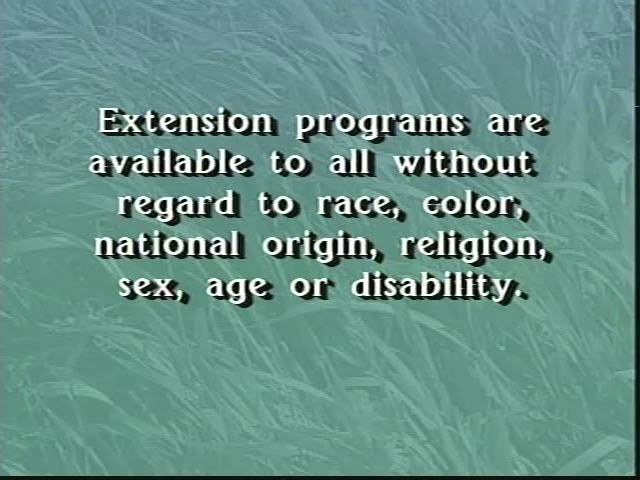 Extension programs are
available to all without
regard to race, color,
national origin, religion,
sex, age or disability.